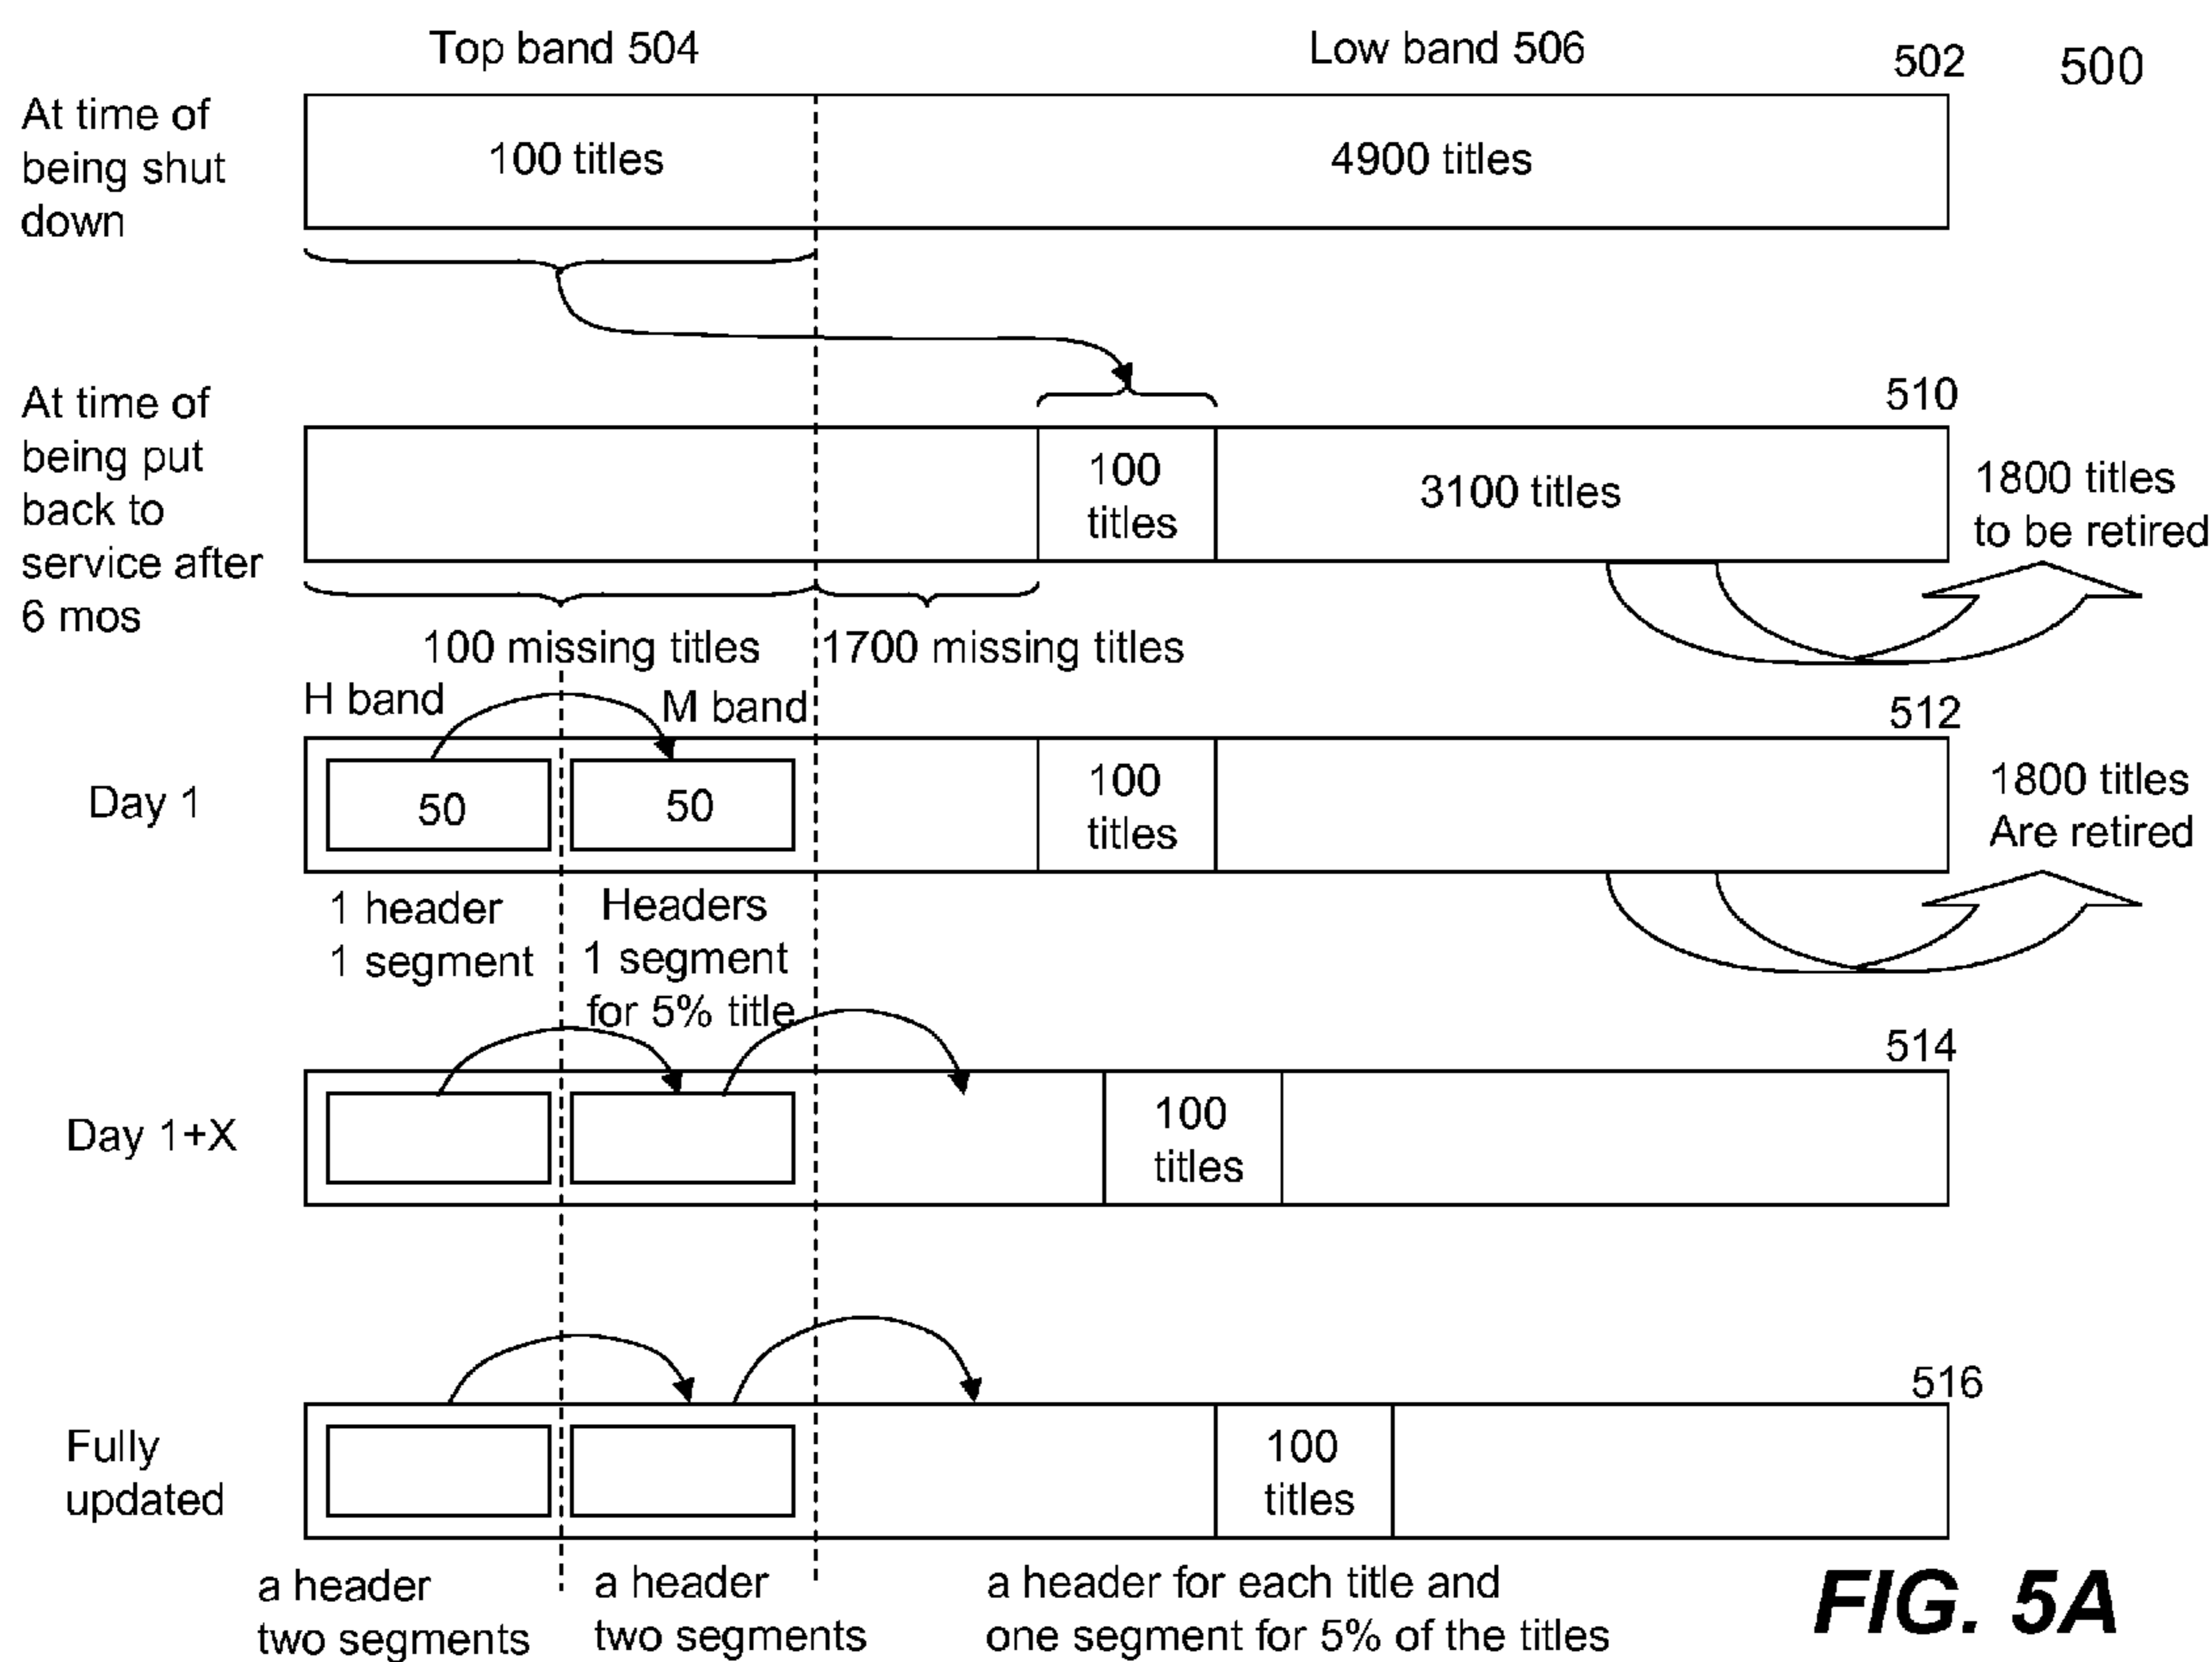 Top band 504
Low band 506
502
500
At time of
being shut
down
100 titles
4900 titles
At time of
being put
back to
service after
6 mos
510
100
titles
3100 titles
1800 titles
to be retired
100 missing titles
1700 missing titles
H band
M band
512
Day 1
50
50
100
titles
1800 titles
Are retired
1 header
1 segment
Headers
1 segment
for 5% title
514
Day 1+X
100
titles
516
Fully
updated
100
titles
a header
two segments
a header
two segments
a header for each title and
one segment for 5% of the titles
FIG. 5A